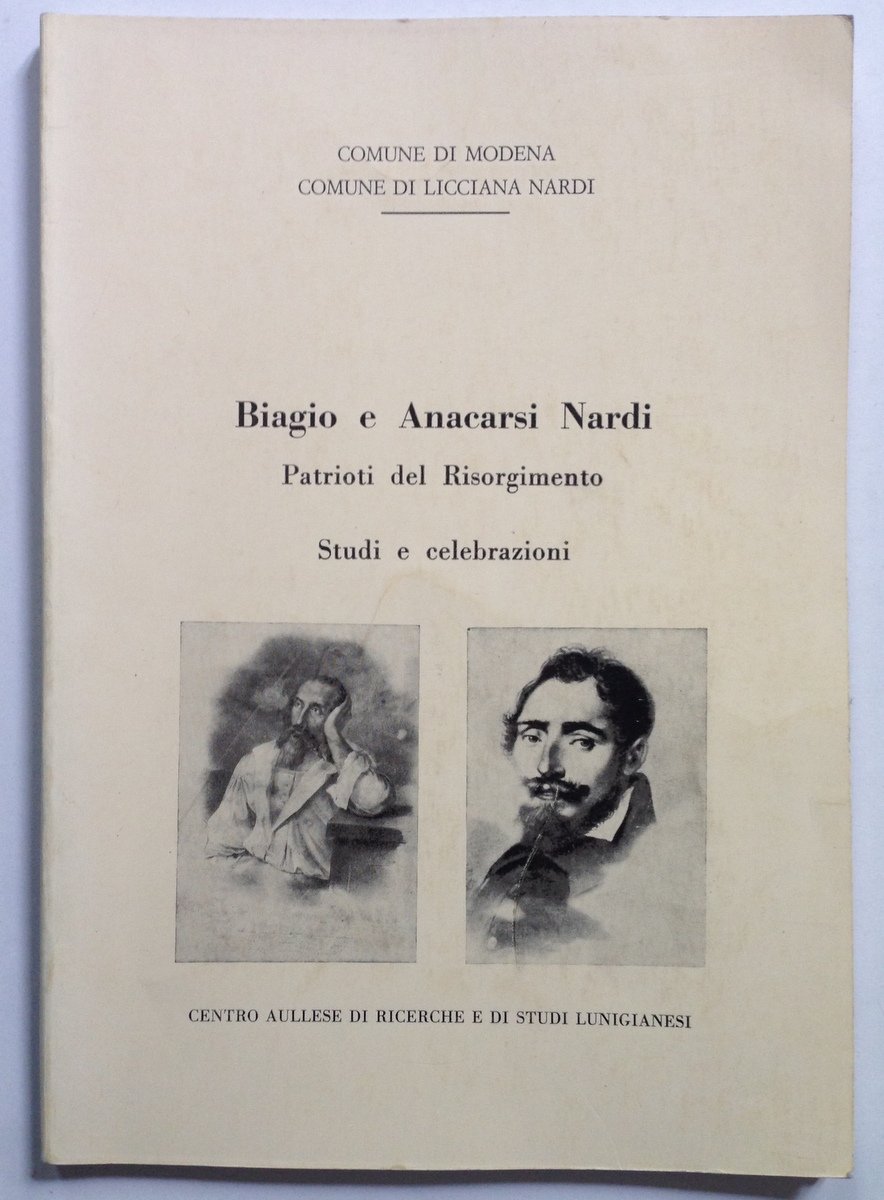 COMUNE DI MODENA
COMUNE DI LICCIANA NARDI
Biagio e Anacarsi Nardi
Patrioti del Risorgimento
Studi e celebrazioni
CENTRO AULLESE DI RICERCHE E DI STUDI LUNIGIANESI